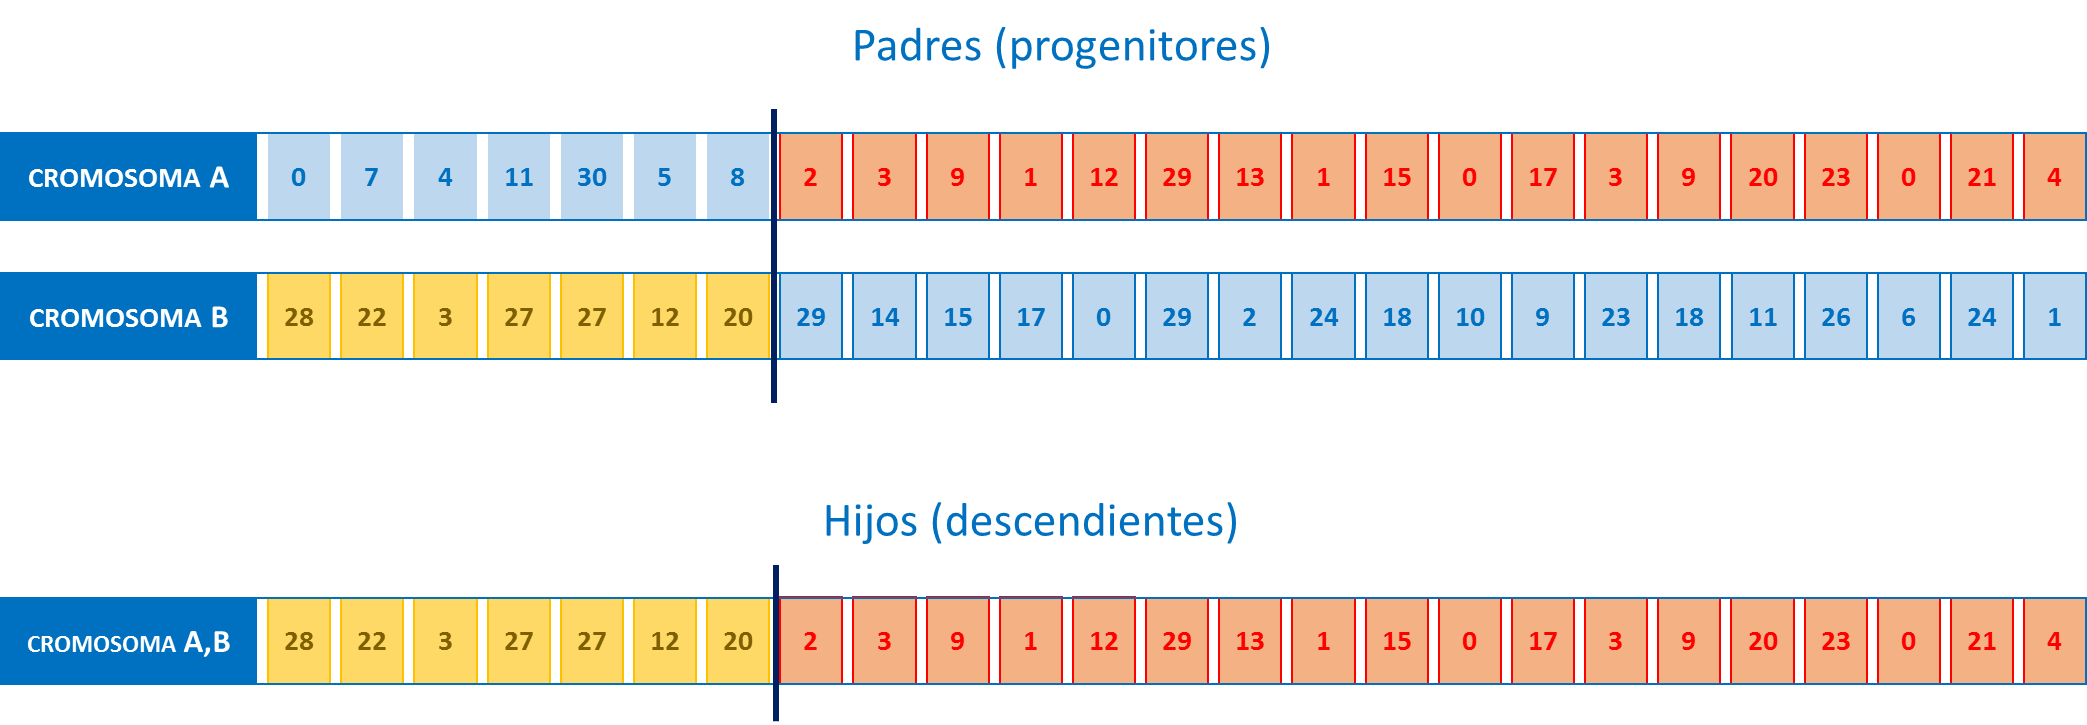 Padres (progenitores)
CROMOSOMA A 0 7 4 11 30 5 8 2 3 9 1 12 29 13 1 15 0 17 3 9 20 23 0 21 4
CROMOSOMA B 28 22 3 27 27 12 20 29 14 15 17 0 29 2 24 18 10 9 23 18 11 26 6 24 1
Hijos (descendientes)
CROMOSOMA A,B 28 22 3 27 27 12 20 2 3 9 1 12 29 13 1 15 0 17 3 9 20 23 0 21 4